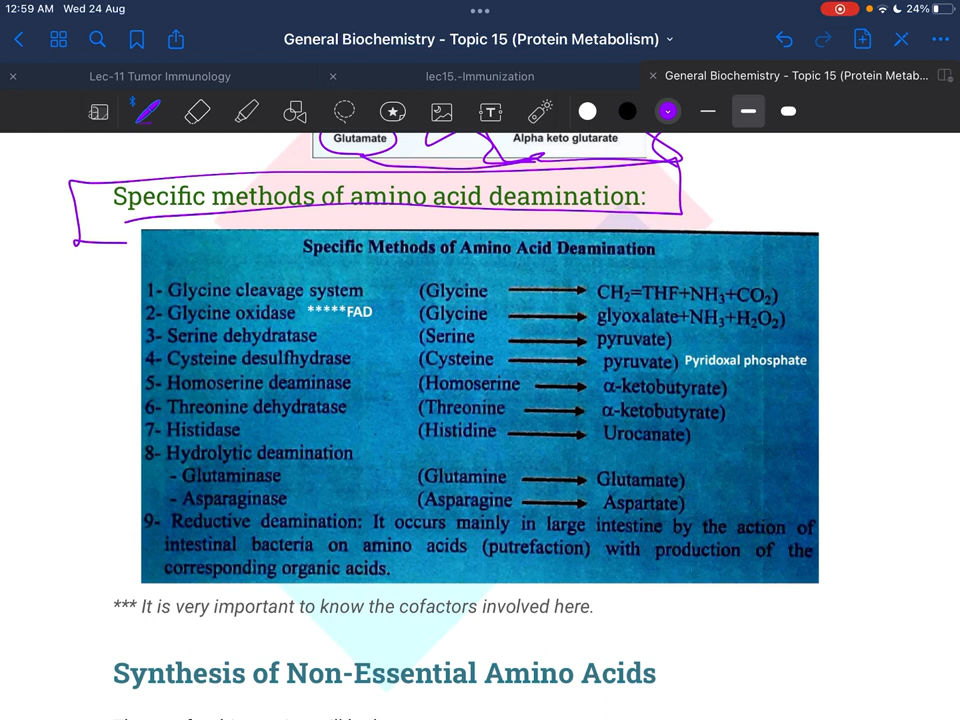 12:59 AM Wed 24 Aug
24%
General Biochemistry - Topic 15 (Protein Metabolism)
Lec-11 Tumor Immunology
lec15.-Immunization
General Biochemistry - Topic 15 (Protein Metab...
Glutamate Alpha keto glutarate
Specific methods of amino acid deamination:
Specific Methods of Amino Acid Deamination
1- Glycine cleavage system (Glycine → CH₂=THF+NH₃+CO₂)
2- Glycine oxidase *****FAD (Glycine → glyoxalate+NH₃+H₂O₂)
3- Serine dehydratase (Serine → pyruvate)
4- Cysteine desulfhydrase (Cysteine → pyruvate) Pyridoxal phosphate
5- Homoserine deaminase (Homoserine → α-ketobutyrate)
6- Threonine dehydratase (Threonine → α-ketobutyrate)
7- Histidase (Histidine → Urocanate)
8- Hydrolytic deamination
- Glutaminase (Glutamine → Glutamate)
- Asparaginase (Asparagine → Aspartate)
9- Reductive deamination: It occurs mainly in large intestine by the action of
intestinal bacteria on amino acids (putrefaction) with production of the
corresponding organic acids.
*** It is very important to know the cofactors involved here.
Synthesis of Non-Essential Amino Acids